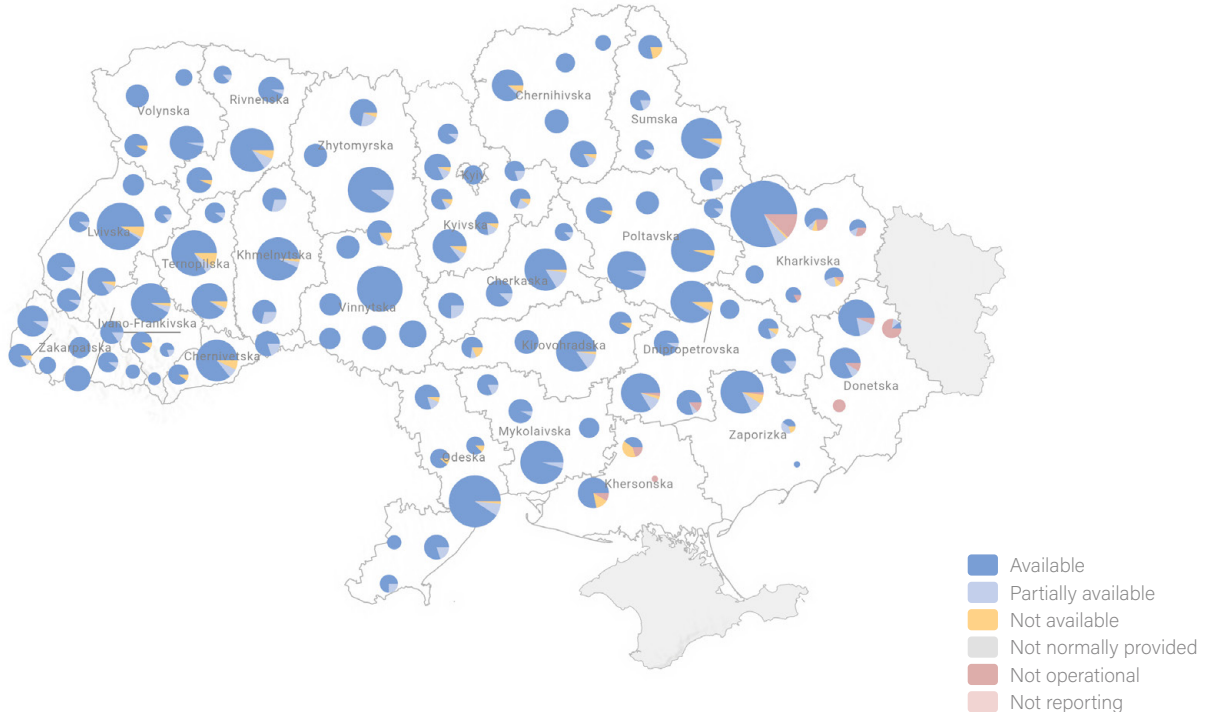 Chernihivska
Rivnenska
Volynska
Sumska
Zhytomyrska
Kyiv
Kyivska
Lvivska
Poltavska
Khmelnytska
Ternopilska
Kharkivska
Cherkaska
Vinnytska
Ivano-Frankivska
Kirovohradska
Zakarpatska
Dnipropetrovska
Chernivetska
Donetska
Mykolaivska
Zaporizka
Odeska
Khersonska
Available
Partially available
Not available
Not normally provided
Not operational
Not reporting